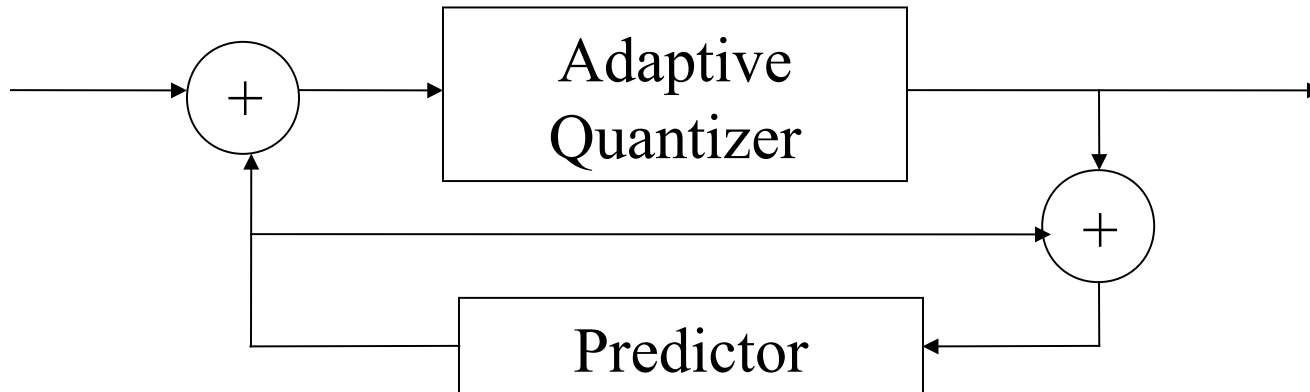 +
Adaptive
Quantizer
+
Predictor